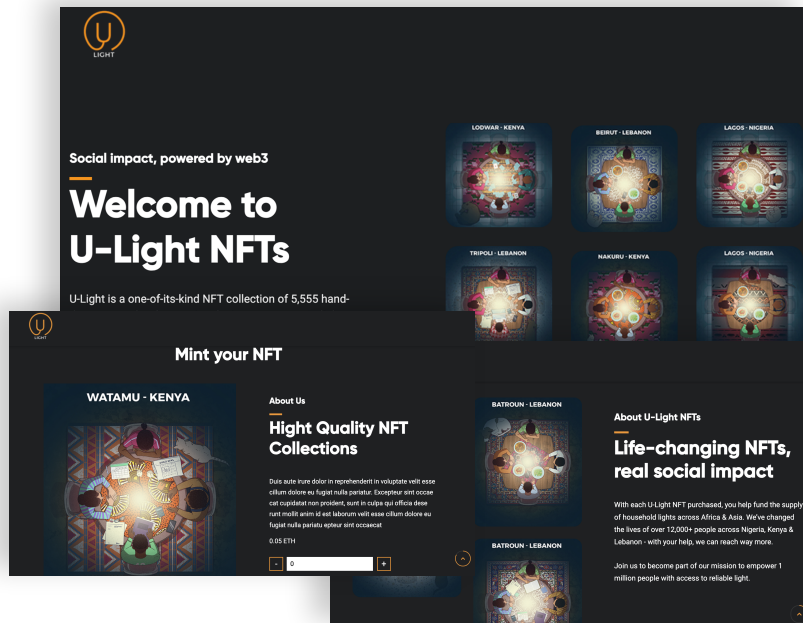 U
LIGHT
Social impact, powered by web3
Welcome to
U-Light NFTs
U-Light is a one-of-its-kind NFT collection of 5,555 hand-
LODWAR - KENYA
BEIRUT - LEBANON
LAGOS - NIGERIA
TRIPOLI - LEBANON
NAKURU - KENYA
LAGOS - NIGERIA
U
LIGHT
Mint your NFT
WATAMU - KENYA
About Us
Hight Quality NFT
Collections
Duis aute irure dolor in reprehenderit in voluptate velit esse
cillum dolore eu fugiat nulla pariatur. Excepteur sint occae
cat cupidatat non proident, sunt in culpa qui officia dese
runt mollit anim id est laborum velit esse cillum dolore eu
fugiat nulla pariatu epteur sint occaecat
0.05 ETH
- 0 +
BATROUN - LEBANON
BATROUN - LEBANON
About U-Light NFTs
Life-changing NFTs,
real social impact
With each U-Light NFT purchased, you help fund the supply
of household lights across Africa & Asia. We've changed
the lives of over 12,000+ people across Nigeria, Kenya &
Lebanon - with your help, we can reach way more.
Join us to become part of our mission to empower 1
million people with access to reliable light.